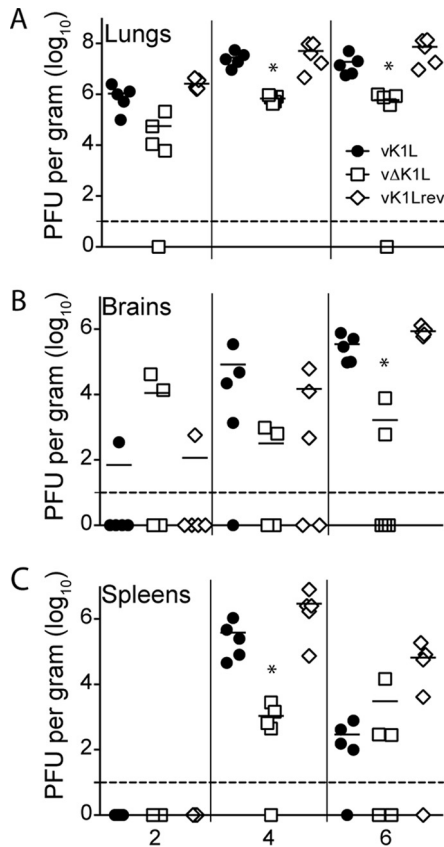 A Lungs
PFU per gram (log10)
8
6
4
2
0
*
*
vK1L
vΔK1L
vK1Lrev
B Brains
PFU per gram (log10)
6
4
2
0
*
C Spleens
PFU per gram (log10)
6
4
2
0
*
2 4 6